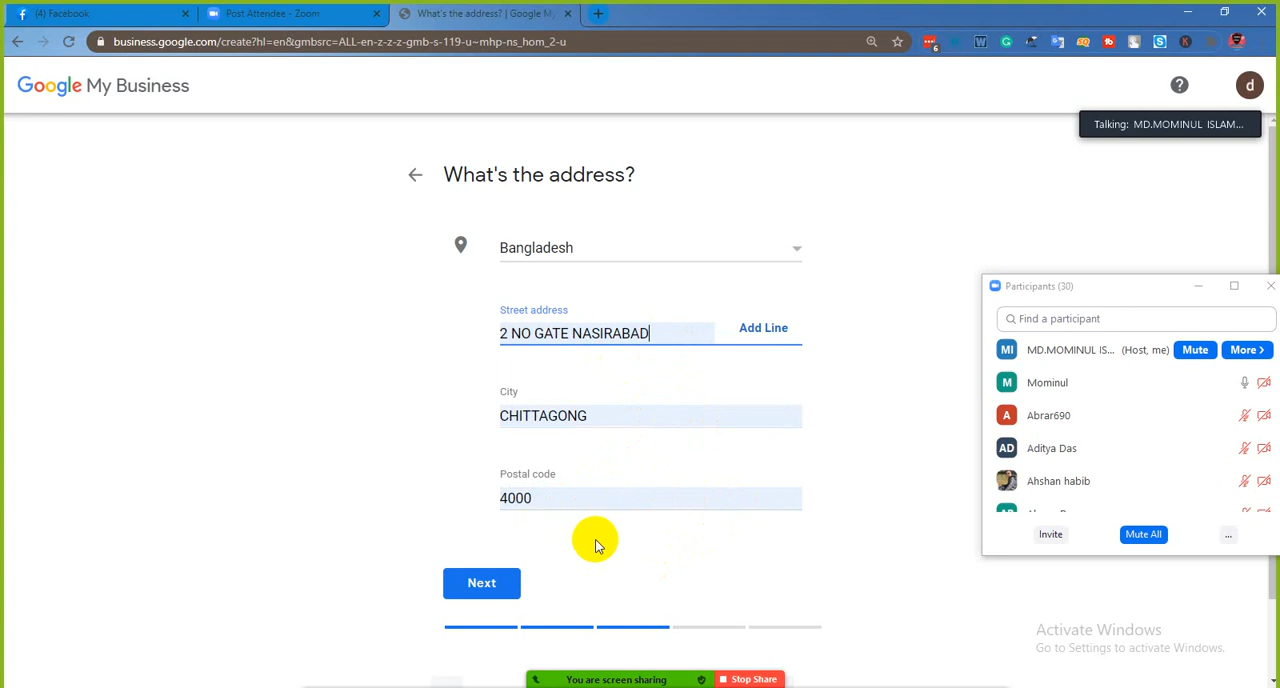 (4) Facebook
Post Attendee - Zoom
What's the address? | Google M
business.google.com/create?hl=en&gmbsrc=ALL-en-z-z-z-gmb-s-119-u~mhp-ns_hom_2-u
6
Google My Business
d
Talking: MD.MOMINUL ISLAM...
What's the address?
Bangladesh
Street address
2 NO GATE NASIRABAD
Add Line
City
CHITTAGONG
Postal code
4000
Next
Participants (30)
Find a participant
MI MD.MOMINUL IS... (Host, me) Mute More
M Mominul
A Abrar690
AD Aditya Das
Ahshan habib
Invite
Mute All
...
Activate Windows
Go to Settings to activate Windows.
You are screen sharing
Stop Share